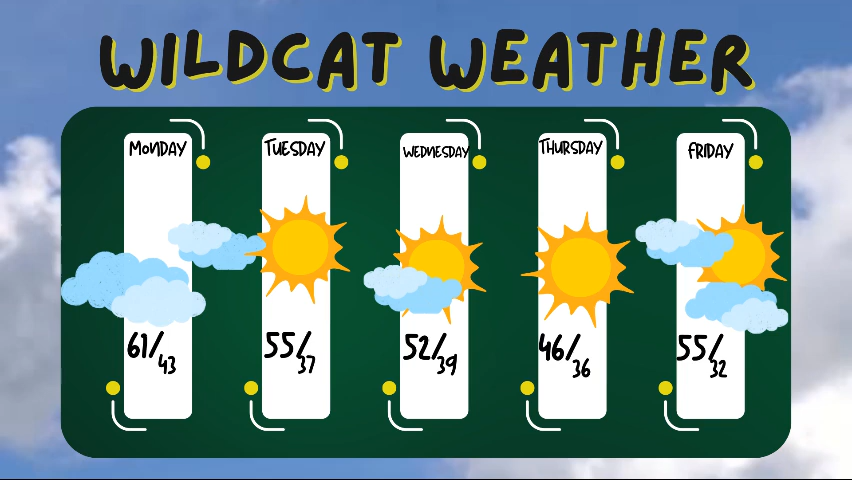 WILDCAT WEATHER
MONDAY
61/43
TUESDAY
55/37
WEDNESDAY
52/39
THURSDAY
46/36
FRIDAY
55/32